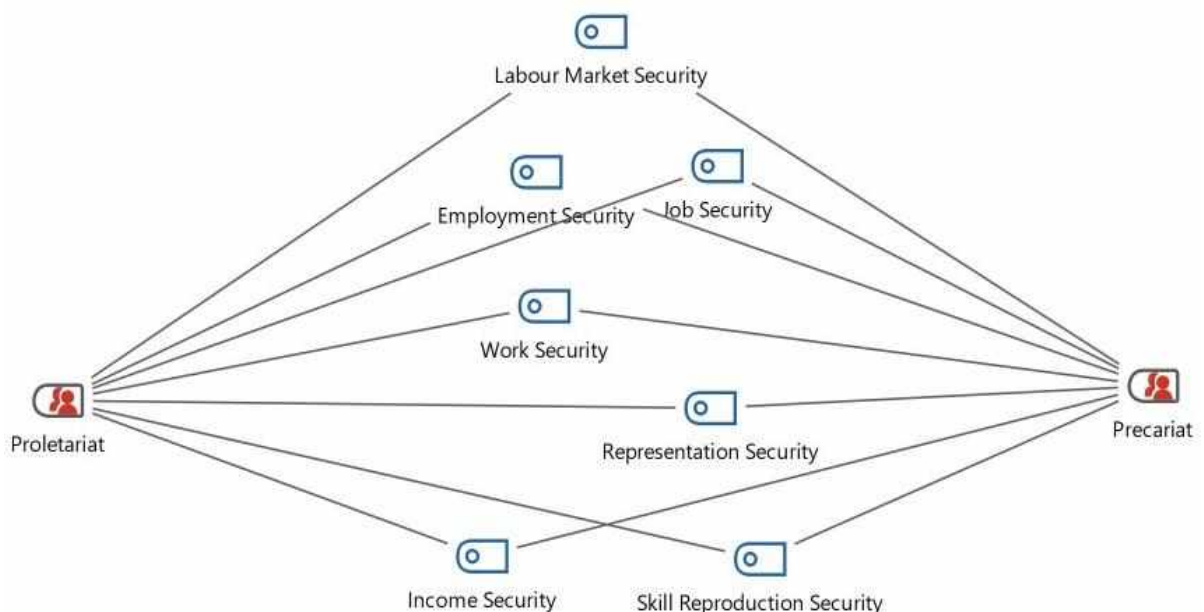 Labour Market Security
Employment Security
Job Security
Work Security
Proletariat
Precariat
Representation Security
Income Security
Skill Reproduction Security